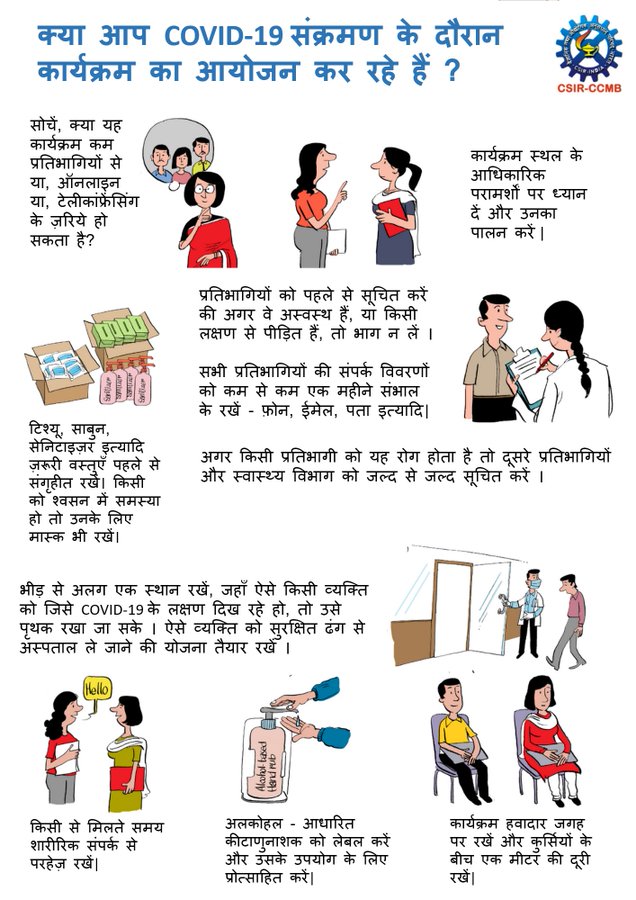 क्या आप COVID-19 संक्रमण के दौरान
कार्यक्रम का आयोजन कर रहे हैं ?
CSIR-CCMB
सोचें, क्या यह
कार्यक्रम कम
प्रतिभागियों से
या, ऑनलाइन
या, टेलीकांफ्रेंसिंग
के ज़रिये हो
सकता है?
कार्यक्रम स्थल के
आधिकारिक
परामर्शों पर ध्यान
दें और उनका
पालन करें |
प्रतिभागियों को पहले से सूचित करें
की अगर वे अस्वस्थ हैं, या किसी
लक्षण से पीड़ित हैं, तो भाग न लें ।
सभी प्रतिभागियों की संपर्क विवरणों
को कम से कम एक महीने संभाल
के रखें - फ़ोन, ईमेल, पता इत्यादि|
टिश्यू, साबुन,
सेनिटाइज़र इत्यादि
ज़रूरी वस्तुएँ पहले से
संगृहीत रखें। किसी
को श्वसन में समस्या
हो तो उनके लिए
मास्क भी रखें।
अगर किसी प्रतिभागी को यह रोग होता है तो दूसरे प्रतिभागियों
और स्वास्थ्य विभाग को जल्द से जल्द सूचित करें ।
भीड़ से अलग एक स्थान रखें, जहाँ ऐसे किसी व्यक्ति
को जिसे COVID-19 के लक्षण दिख रहे हो, तो उसे
पृथक रखा जा सके । ऐसे व्यक्ति को सुरक्षित ढंग से
अस्पताल ले जाने की योजना तैयार रखें ।
Hello
Alcohol-based
Hand rub
किसी से मिलते समय
शारीरिक संपर्क से
परहेज़ रखें|
अलकोहल - आधारित
कीटाणुनाशक को लेबल करें
और उसके उपयोग के लिए
प्रोत्साहित करें|
कार्यक्रम हवादार जगह
पर रखें और कुर्सियों के
बीच एक मीटर की दूरी
रखें|